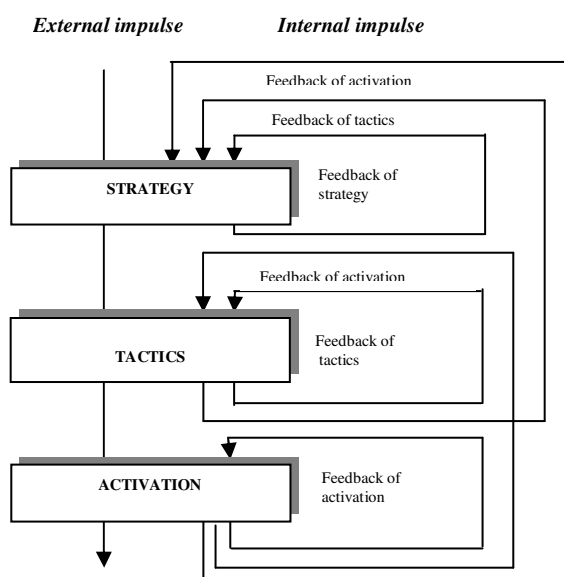 External impulse
Internal impulse
Feedback of activation
Feedback of tactics
Feedback of
strategy
STRATEGY
Feedback of activation
Feedback of
tactics
TACTICS
Feedback of
activation
ACTIVATION